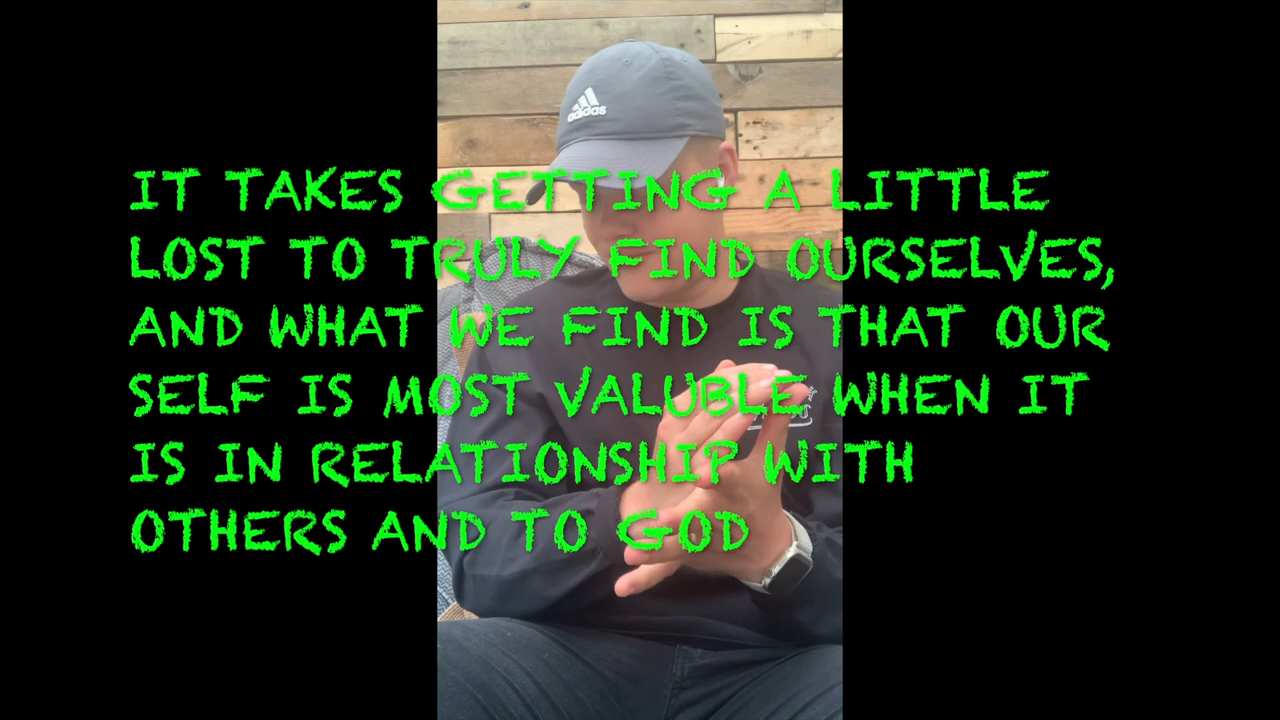 adidas
IT TAKES GETTING A LITTLE
LOST TO TRULY FIND OURSELVES,
AND WHAT WE FIND IS THAT OUR
SELF IS MOST VALUBLE WHEN IT
IS IN RELATIONSHIP WITH
OTHERS AND TO GOD